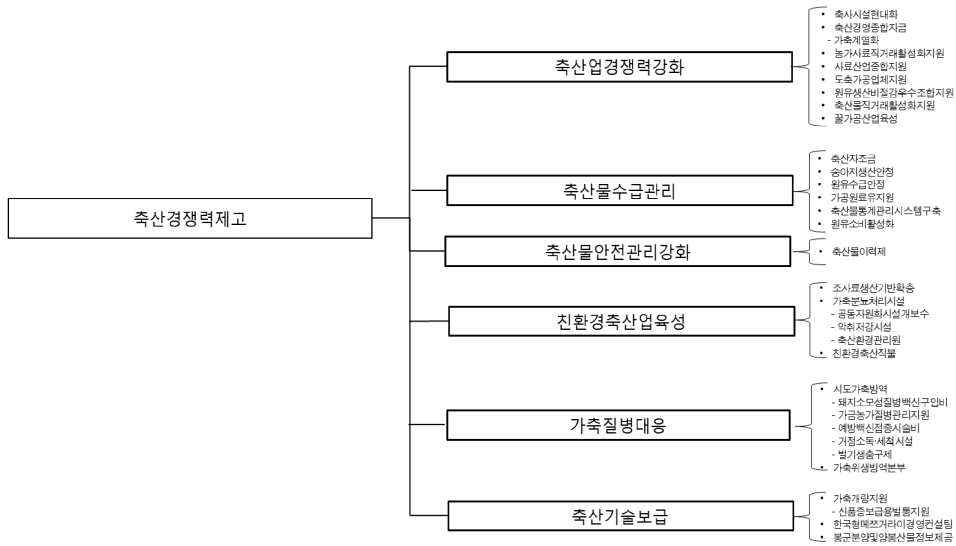 축산경쟁력제고
축산업경쟁력강화
• 축사시설현대화
• 축산경영종합지금
- 가축계열화
• 농가사료직거래활성화지원
• 사료산업종합지원
• 도축가공업체지원
• 원유생산비절감우수조합지원
• 축산물직거래활성화지원
• 꿀가공산업육성
축산물수급관리
• 축산자조금
• 송아지생산안정
• 원유수급안정
• 가공원료유지원
• 축산물통계관리시스템구축
• 원유소비활성화
축산물안전관리강화
• 축산물이력제
친환경축산업육성
• 조사료생산기반확충
• 가축분뇨처리시설
- 공동자원화시설개보수
- 악취저감시설
- 축산환경관리원
• 친환경축산직불
가축질병대응
• 시도가축방역
- 돼지소모성질병백신구입비
- 가금농가질병관리지원
- 예방백신접종시술비
- 거점소독·세척시설
- 벌기생충구제
• 가축위생방역본부
축산기술보급
• 가축개량지원
- 신품종보급용벌통지원
• 한국형메쯔거라이경영컨설팅
• 봉군분양및양봉산물정보제공